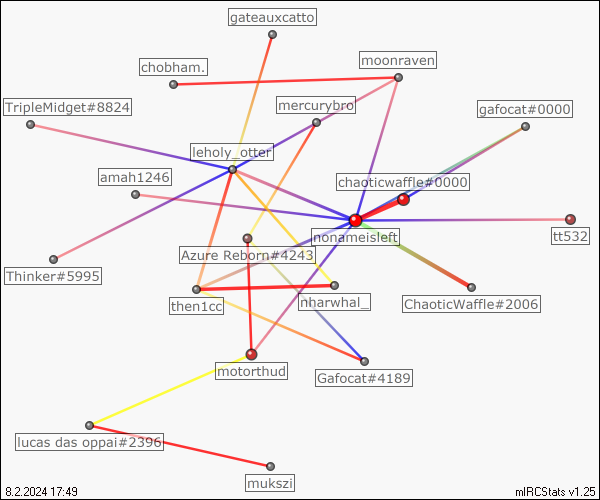 gateauxcatto
moonraven
chobham.
TripleMidget#8824
mercurybro
gafocat#0000
leholy_otter
amah1246
chaoticwaffle#0000
nonameisleft
tt532
Azure Reborn#4243
Thinker#5995
then1cc
nharwhal_
ChaoticWaffle#2006
motorthud
Gafocat#4189
lucas das oppai#2396
mukszi
8.2.2024 17:49
mIRCStats v1.25